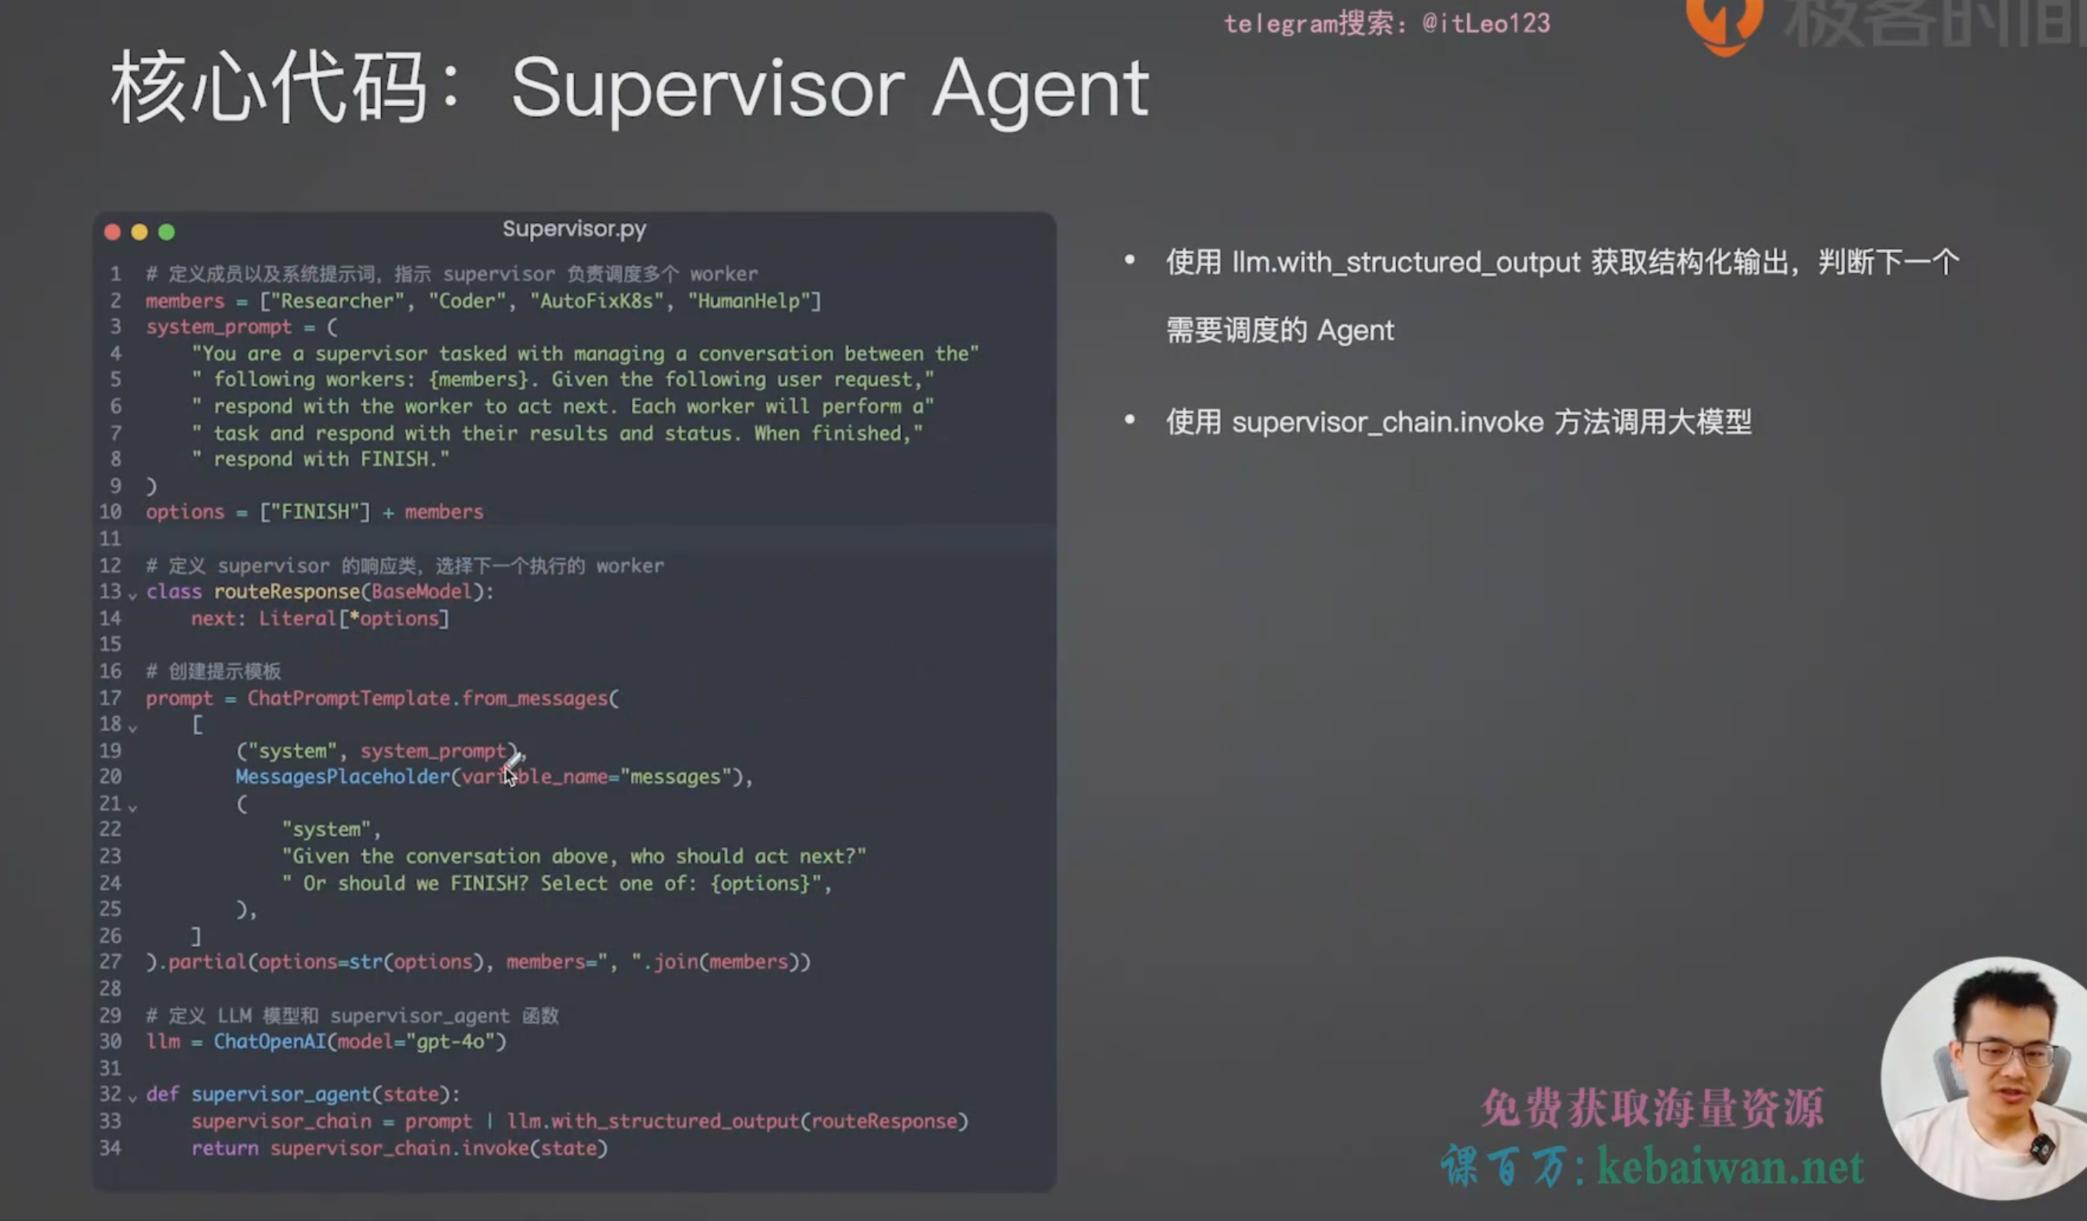 telegram搜索：@itLeo123
极客时间
核心代码：Supervisor Agent
Supervisor.py
1 # 定义成员以及系统提示词，指示 supervisor 负责调度多个 worker
2 members = ["Researcher", "Coder", "AutoFixK8s", "HumanHelp"]
3 system_prompt = (
4     "You are a supervisor tasked with managing a conversation between the"
5     " following workers: {members}. Given the following user request,"
6     " respond with the worker to act next. Each worker will perform a"
7     " task and respond with their results and status. When finished,"
8     " respond with FINISH."
9 )
10 options = ["FINISH"] + members
11
12 # 定义 supervisor 的响应类，选择下一个执行的 worker
13 class routeResponse(BaseModel):
14     next: Literal[*options]
15
16 # 创建提示模板
17 prompt = ChatPromptTemplate.from_messages(
18     [
19         ("system", system_prompt),
20         MessagesPlaceholder(variable_name="messages"),
21         (
22             "system",
23             "Given the conversation above, who should act next?"
24             " Or should we FINISH? Select one of: {options}",
25         ),
26     ]
27 ).partial(options=str(options), members=", ".join(members))
28
29 # 定义 LLM 模型和 supervisor_agent 函数
30 llm = ChatOpenAI(model="gpt-4o")
31
32 def supervisor_agent(state):
33     supervisor_chain = prompt | llm.with_structured_output(routeResponse)
34     return supervisor_chain.invoke(state)
• 使用 llm.with_structured_output 获取结构化输出，判断下一个
需要调度的 Agent
• 使用 supervisor_chain.invoke 方法调用大模型
免费获取海量资源
课百万：kebaiwan.net